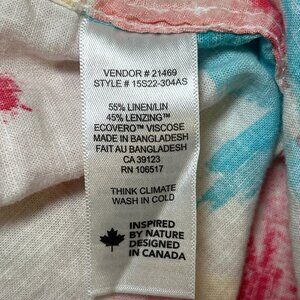 VENDOR # 21469
STYLE # 15S22-304AS
55% LINEN/LIN
45% LENZING™
ECOVERO™ VISCOSE
MADE IN BANGLADESH
FAIT AU BANGLADESH
CA 39123
RN 106517
THINK CLIMATE
WASH IN COLD
INSPIRED
BY NATURE
DESIGNED
IN CANADA